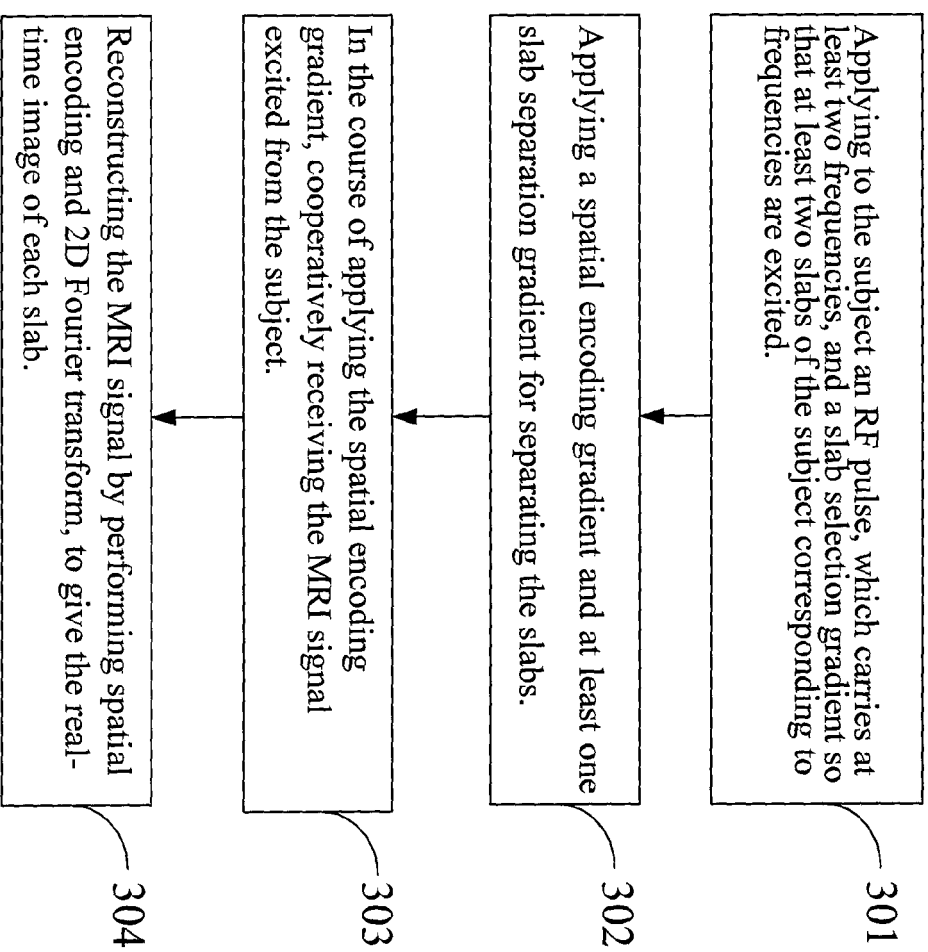 Applying to the subject an RF pulse, which carries at
least two frequencies, and a slab selection gradient so
that at least two slabs of the subject corresponding to
frequencies are excited.
301
Applying a spatial encoding gradient and at least one
slab separation gradient for separating the slabs.
302
In the course of applying the spatial encoding
gradient, cooperatively receiving the MRI signal
excited from the subject.
303
Reconstructing the MRI signal by performing spatial
encoding and 2D Fourier transform, to give the real-
time image of each slab.
304